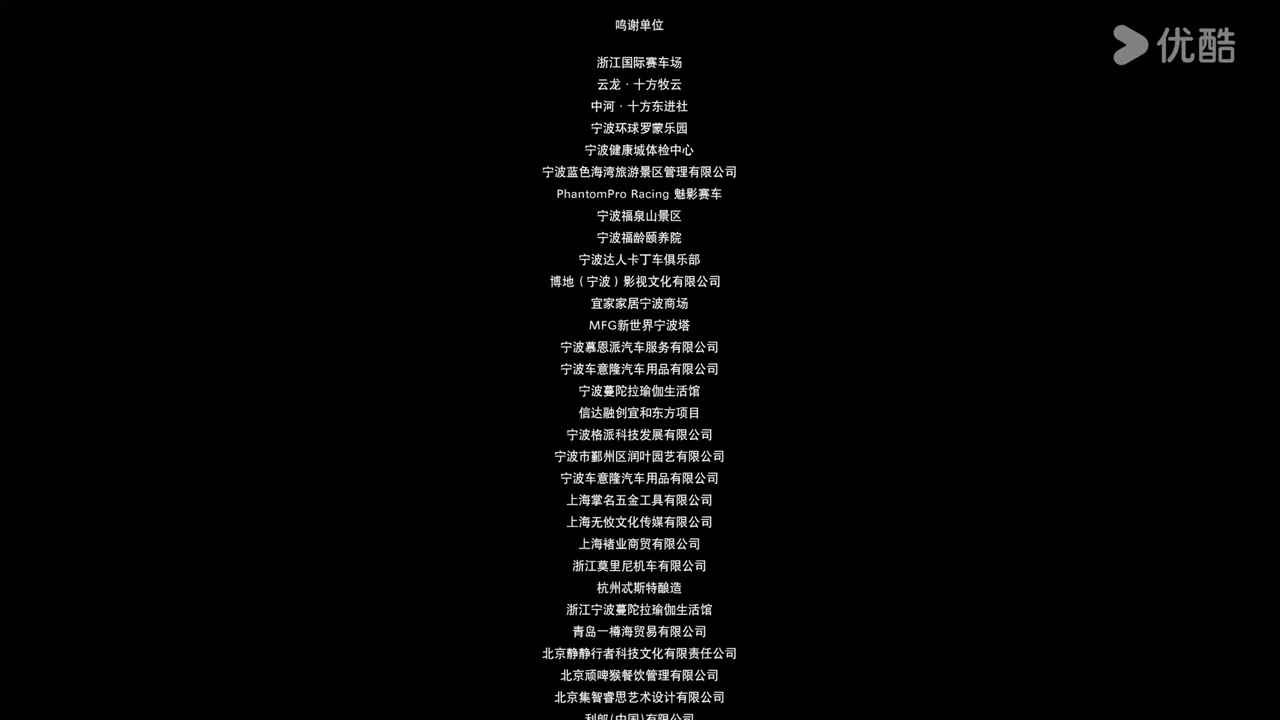 鸣谢单位
优酷
浙江国际赛车场
云龙·十方牧云
中河·十方东进社
宁波环球罗蒙乐园
宁波健康城体检中心
宁波蓝色海湾旅游景区管理有限公司
PhantomPro Racing 魅影赛车
宁波福泉山景区
宁波福龄颐养院
宁波达人卡丁车俱乐部
博地（宁波）影视文化有限公司
宜家家居宁波商场
MFG新世界宁波塔
宁波慕恩派汽车服务有限公司
宁波车意隆汽车用品有限公司
宁波蔓陀拉瑜伽生活馆
信达融创宜和东方项目
宁波格派科技发展有限公司
宁波市鄞州区润叶园艺有限公司
宁波车意隆汽车用品有限公司
上海掌名五金工具有限公司
上海无攸文化传媒有限公司
上海褚业商贸有限公司
浙江莫里尼机车有限公司
杭州忒斯特酿造
浙江宁波蔓陀拉瑜伽生活馆
青岛一樽海贸易有限公司
北京静静行者科技文化有限责任公司
北京顽啤猴餐饮管理有限公司
北京集智睿思艺术设计有限公司
利郎(中国)有限公司